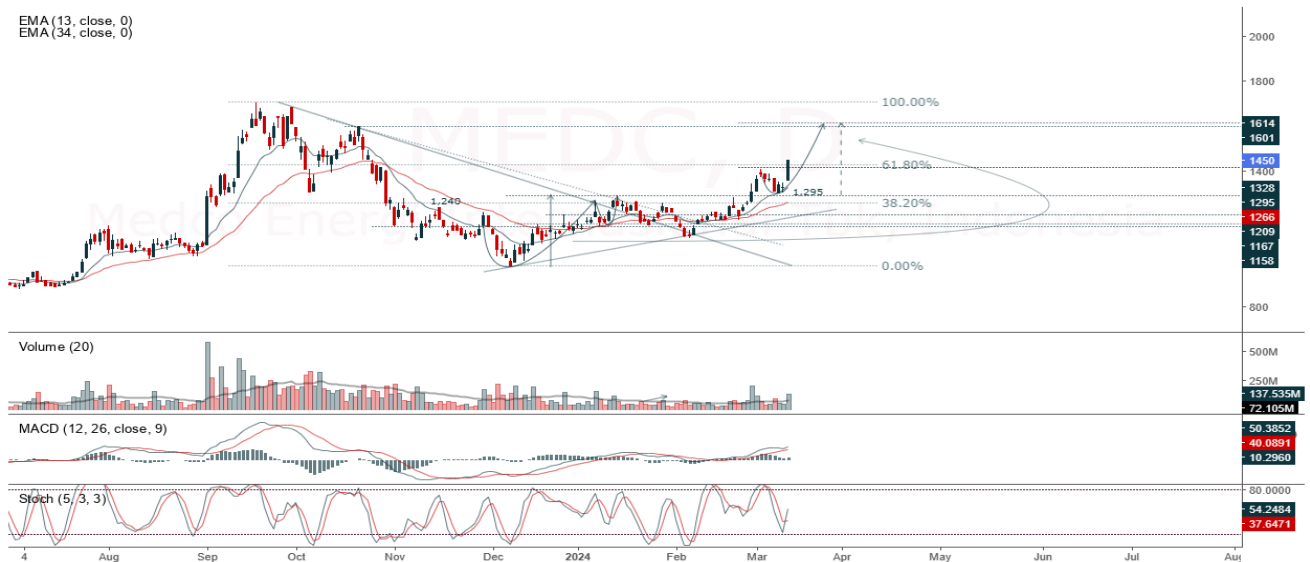 EMA (13, close, 0)
EMA (34, close, 0)
MEDC, D
2000
1800
100.00%
1614
1601
1450
61.80%
1400
1328
1.295
1295
1.240
38.20%
1266
1209
1167
1158
0.00%
800
Volume (20)
500M
250M
137.535M
72.105M
MACD (12, 26, close, 9)
50.3852
40.0891
10.2960
Stoch (5, 3, 3)
80.0000
54.2484
37.6471
4 Aug Sep Oct Nov Dec 2024 Feb Mar Apr May Jun Jul